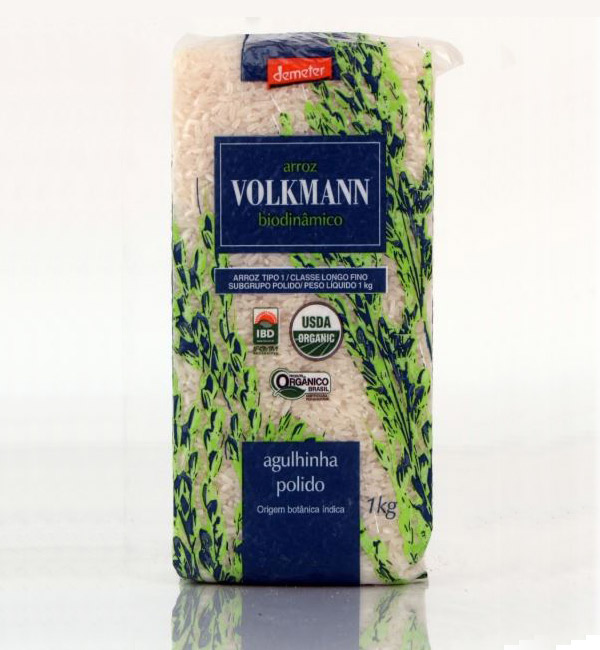 demeter
arroz
VOLKMANN
biodinâmico
ARROZ TIPO 1 / CLASSE LONGO FINO
SUBGRUPO POLIDO/ PESO LÍQUIDO 1 kg
IBD
USDA
ORGANIC
ORGÂNICO
BRASIL
agulhinha
polido
Origem botânica índica
1kg